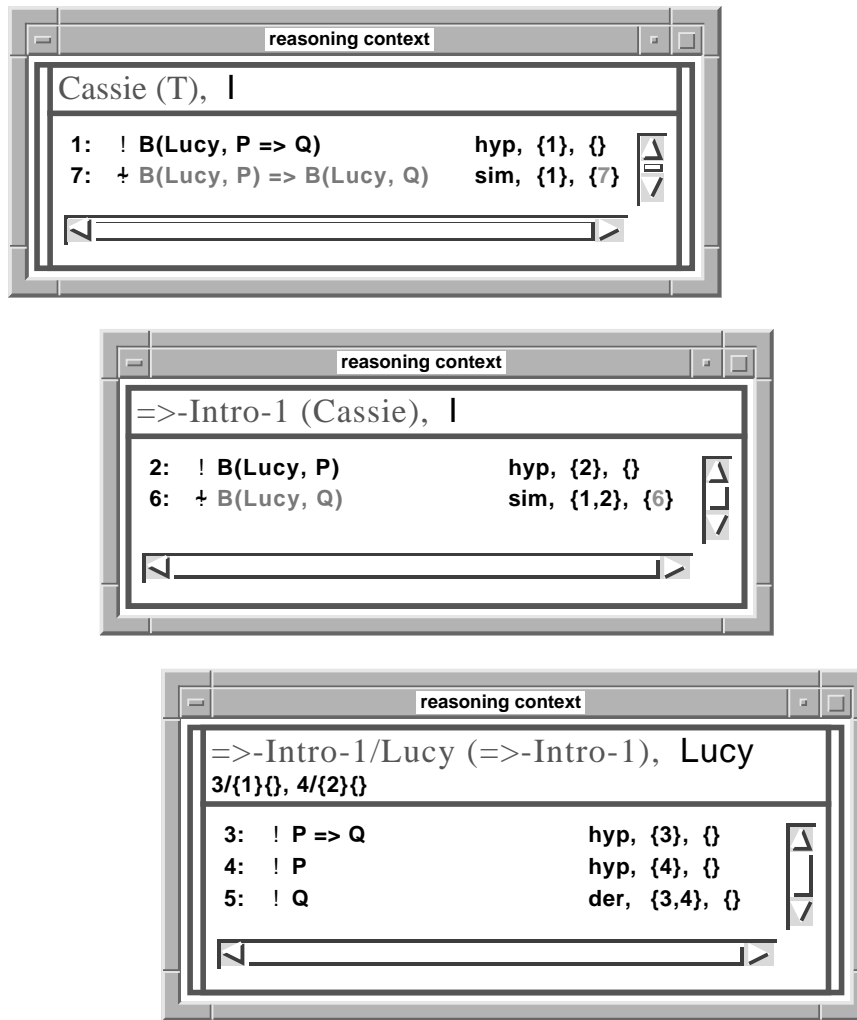 reasoning context
Cassie (T), I
1: ! B(Lucy, P => Q) hyp, {1}, {}
7: ∔ B(Lucy, P) => B(Lucy, Q) sim, {1}, {7}
reasoning context
=>-Intro-1 (Cassie), I
2: ! B(Lucy, P) hyp, {2}, {}
6: ∔ B(Lucy, Q) sim, {1,2}, {6}
reasoning context
=>-Intro-1/Lucy (=>-Intro-1), Lucy
3/{1}{}, 4/{2}{}
3: ! P => Q hyp, {3}, {}
4: ! P hyp, {4}, {}
5: ! Q der, {3,4}, {}